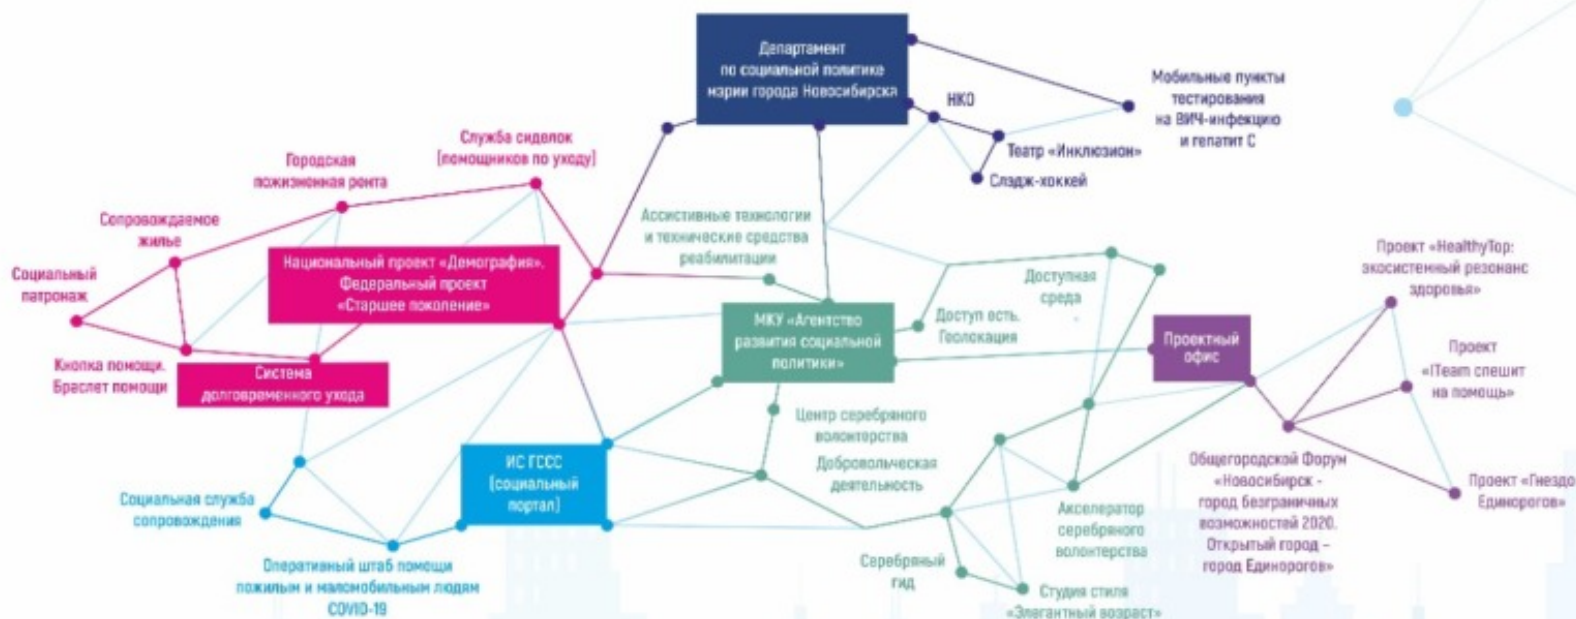 Департамент
по социальной политике
мэрии города Новосибирска
Мобильные пункты
тестирования
на ВИЧ-инфекцию
и гепатит С
НКО
Театр «Инклюзион»
Слэдж-хоккей
Служба сиделок
(помощников по уходу)
Городская
пожизненная рента
Сопровождаемое
жилье
Социальный
патронаж
Национальный проект «Демография».
Федеральный проект
«Старшее поколение»
Кнопка помощи.
Браслет помощи
Система
долговременного ухода
Ассистивные технологии
и технические средства
реабилитации
МКУ «Агентство
развития социальной
политики»
Доступ есть.
Геолокация
Доступная
среда -
Проектный
офис
Проект «HealthyTop:
экосистемный резонанс
здоровья»
Проект
«ITeam спешит
на помощь»
Проект «Гнездо
Единорогов»
Общегородской Форум
«Новосибирск -
город безграничных
возможностей 2020.
Открытый город –
город Единорогов»
Центр серебряного
волонтерства
Добровольческая
деятельность
ИС ГССС
(социальный
портал)
Социальная служба
сопровождения
Оперативный штаб помощи
пожилым и маломобильным людям
COVID-19
Акселератор
серебряного
волонтерства
Серебряный
гид
Студия стиля
«Элегантный возраст»